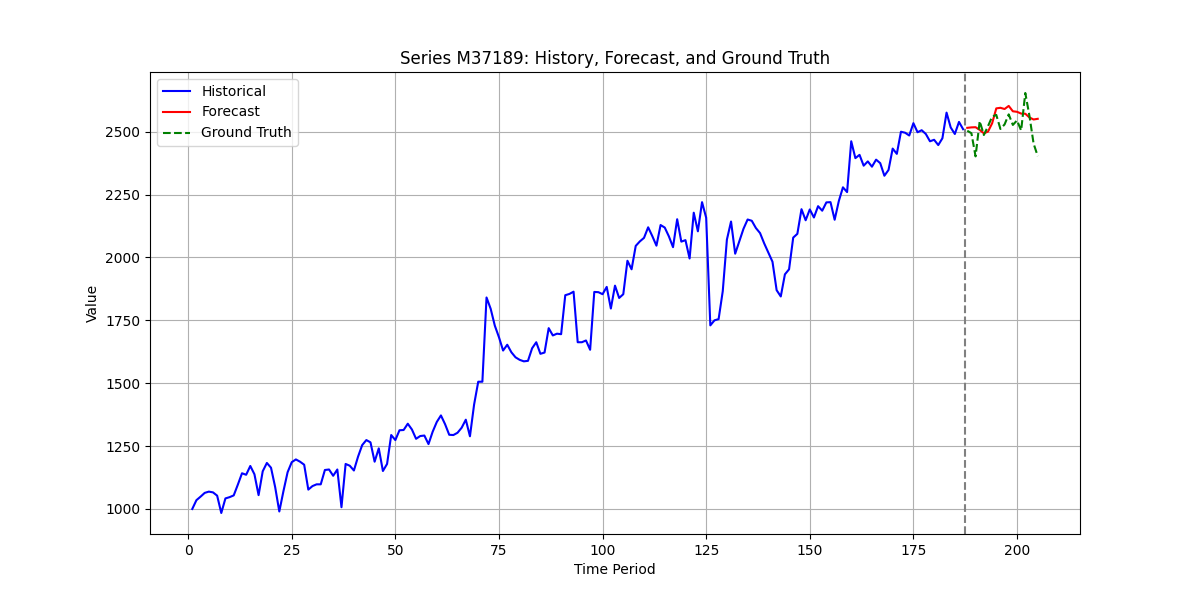 Series M37189: History, Forecast, and Ground Truth
Historical
Forecast
Ground Truth
Value
2500
2250
2000
1750
1500
1250
1000
0 25 50 75 100 125 150 175 200
Time Period